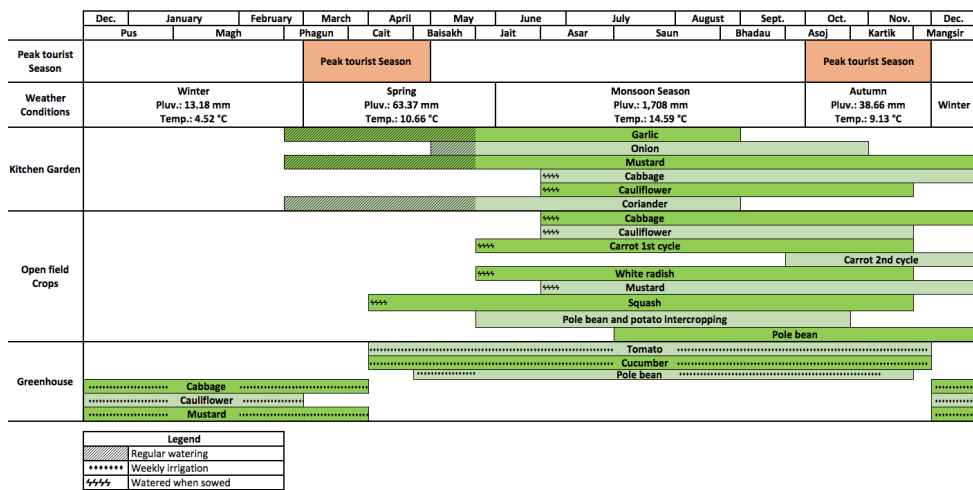 Dec. January February March April May June July August Sept. Oct. Nov. Dec.
Pus Magh Phagun Cait Baisakh Jait Asar Saun Bhadau Asoj Kartik Mangsir
Peak tourist
Season
Peak tourist Season
Peak tourist Season
Weather
Conditions
Winter
Pluv.: 13.18 mm
Temp.: 4.52 °C
Spring
Pluv.: 63.37 mm
Temp.: 10.66 °C
Monsoon Season
Pluv.: 1,708 mm
Temp.: 14.59 °C
Autumn
Pluv.: 38.66 mm
Temp.: 9.13 °C
Winter
Kitchen Garden
Garlic
Onion
Mustard
Cabbage
Cauliflower
Coriander
Open field
Crops
Cabbage
Cauliflower
Carrot 1st cycle
Carrot 2nd cycle
White radish
Mustard
Squash
Pole bean and potato intercropping
Pole bean
Greenhouse
Tomato
Cucumber
Pole bean
Cabbage
Cauliflower
Mustard
Legend
Regular watering
Weekly irrigation
Watered when sowed